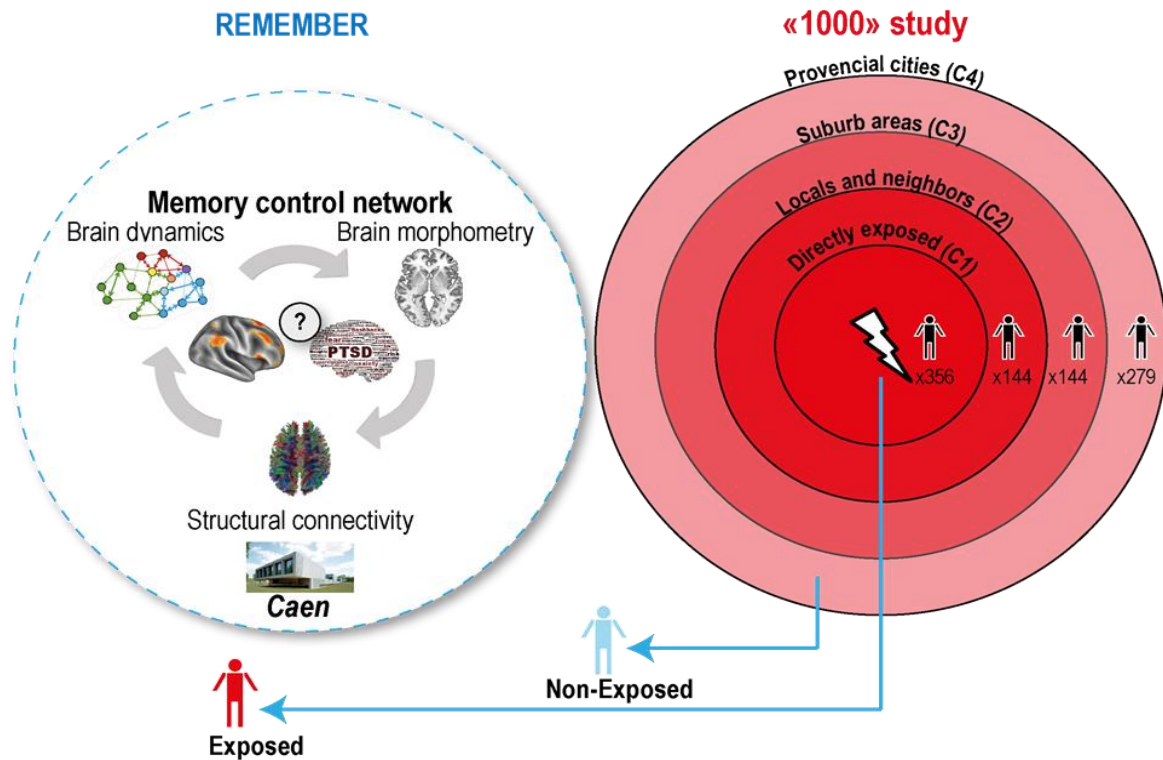 REMEMBER
«1000» study
Provencial cities (C4)
Suburb areas (C3)
Locals and neighbors (C2)
Directly exposed (C1)
x356
x144
x144
x279
Memory control network
Brain dynamics
Brain morphometry
?
PTSD
Structural connectivity
Caen
Non-Exposed
Exposed